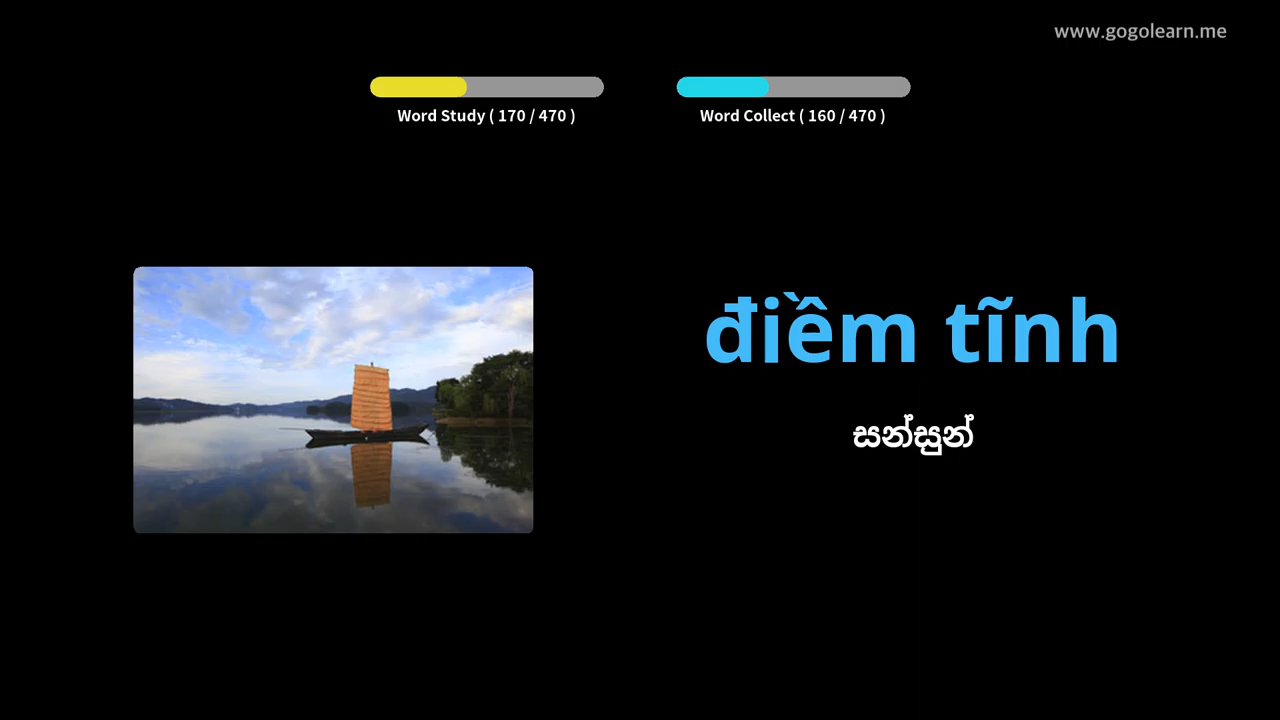 www.gogolearn.me
Word Study ( 170 / 470 )
Word Collect ( 160 / 470 )
điềm tĩnh
සන්සුන්